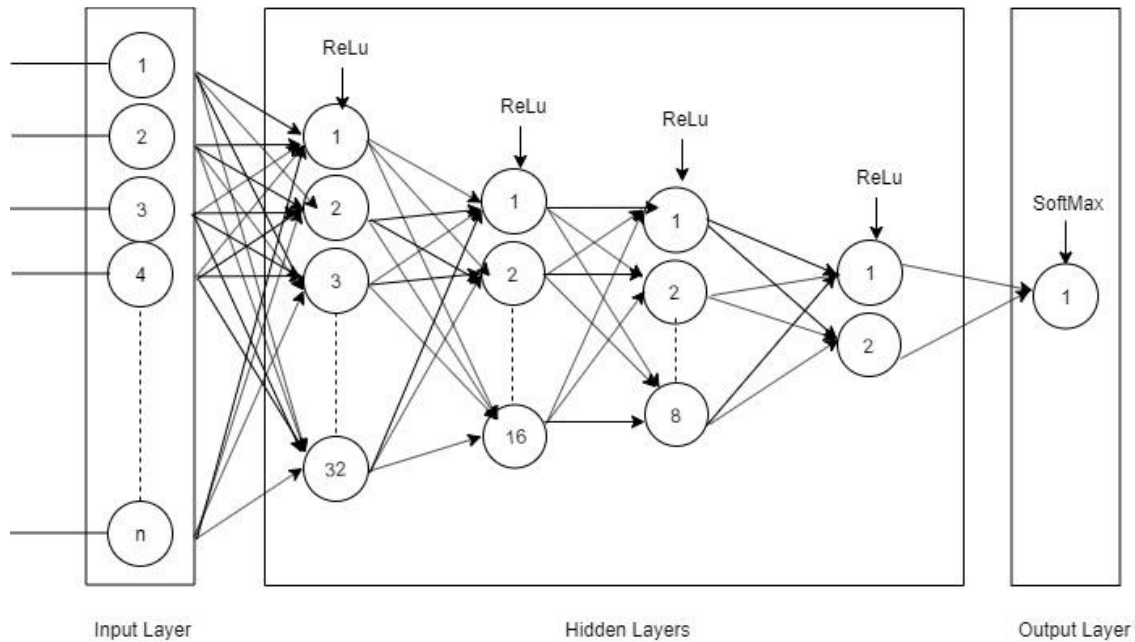 ReLu
ReLu
ReLu
ReLu
SoftMax
1
2
3
4
n
1
2
3
32
1
2
16
1
2
8
1
2
1
Input Layer
Hidden Layers
Output Layer